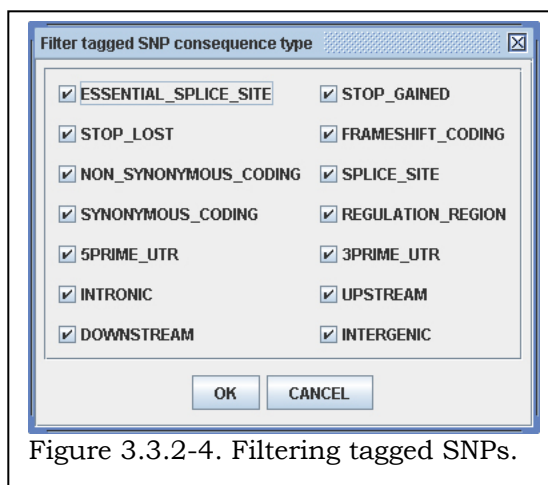 Filter tagged SNP consequence type
ESSENTIAL_SPLICE_SITE STOP_GAINED
STOP_LOST FRAMESHIFT_CODING
NON_SYNONYMOUS_CODING SPLICE_SITE
SYNONYMOUS_CODING REGULATION_REGION
5PRIME_UTR 3PRIME_UTR
INTRONIC UPSTREAM
DOWNSTREAM INTERGENIC
OK CANCEL
Figure 3.3.2-4. Filtering tagged SNPs.